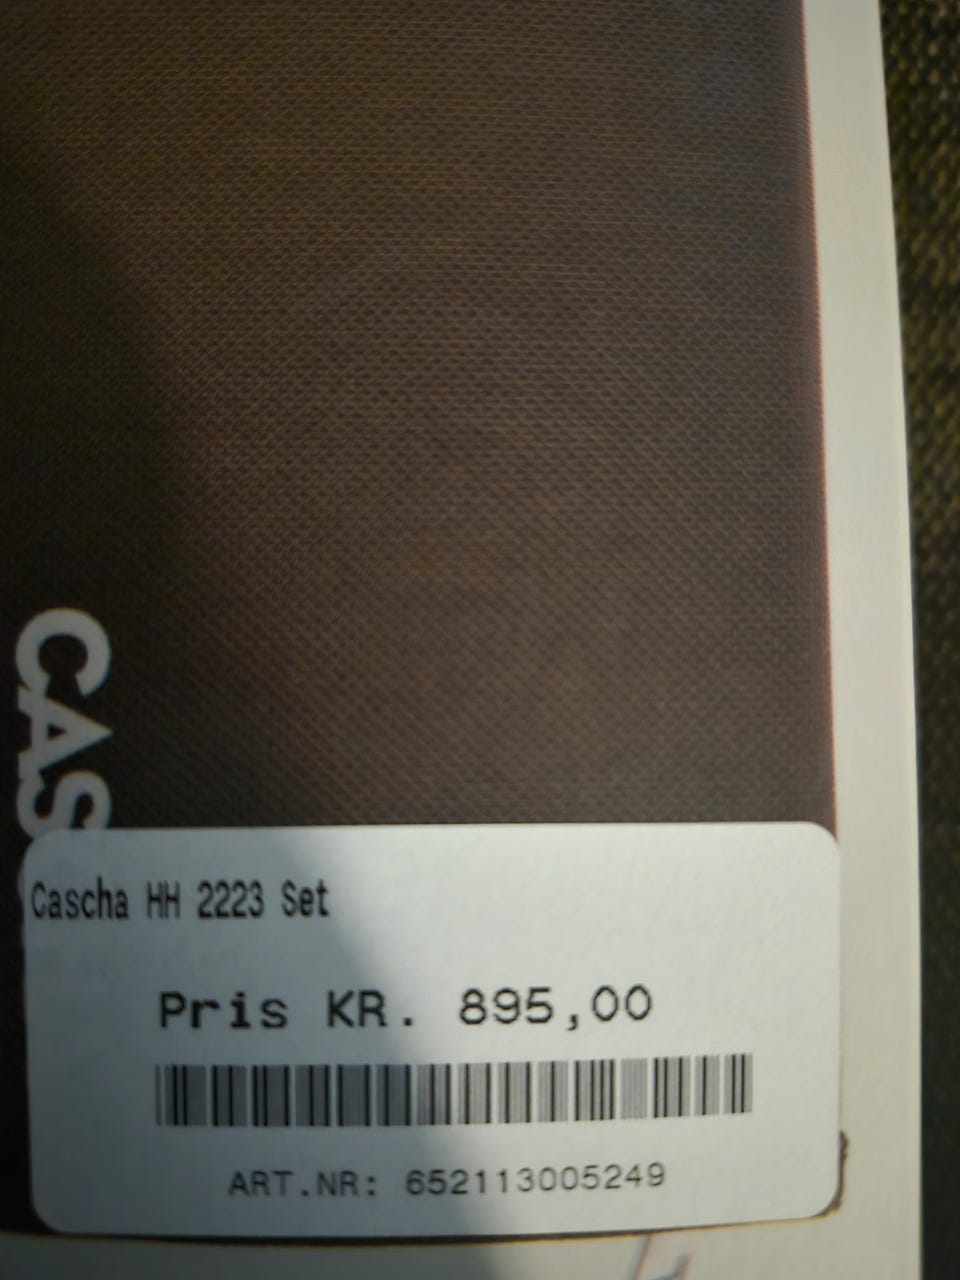 CAS
Cascha HH 2223 Set
Pris KR. 895,00
ART.NR: 652113005249